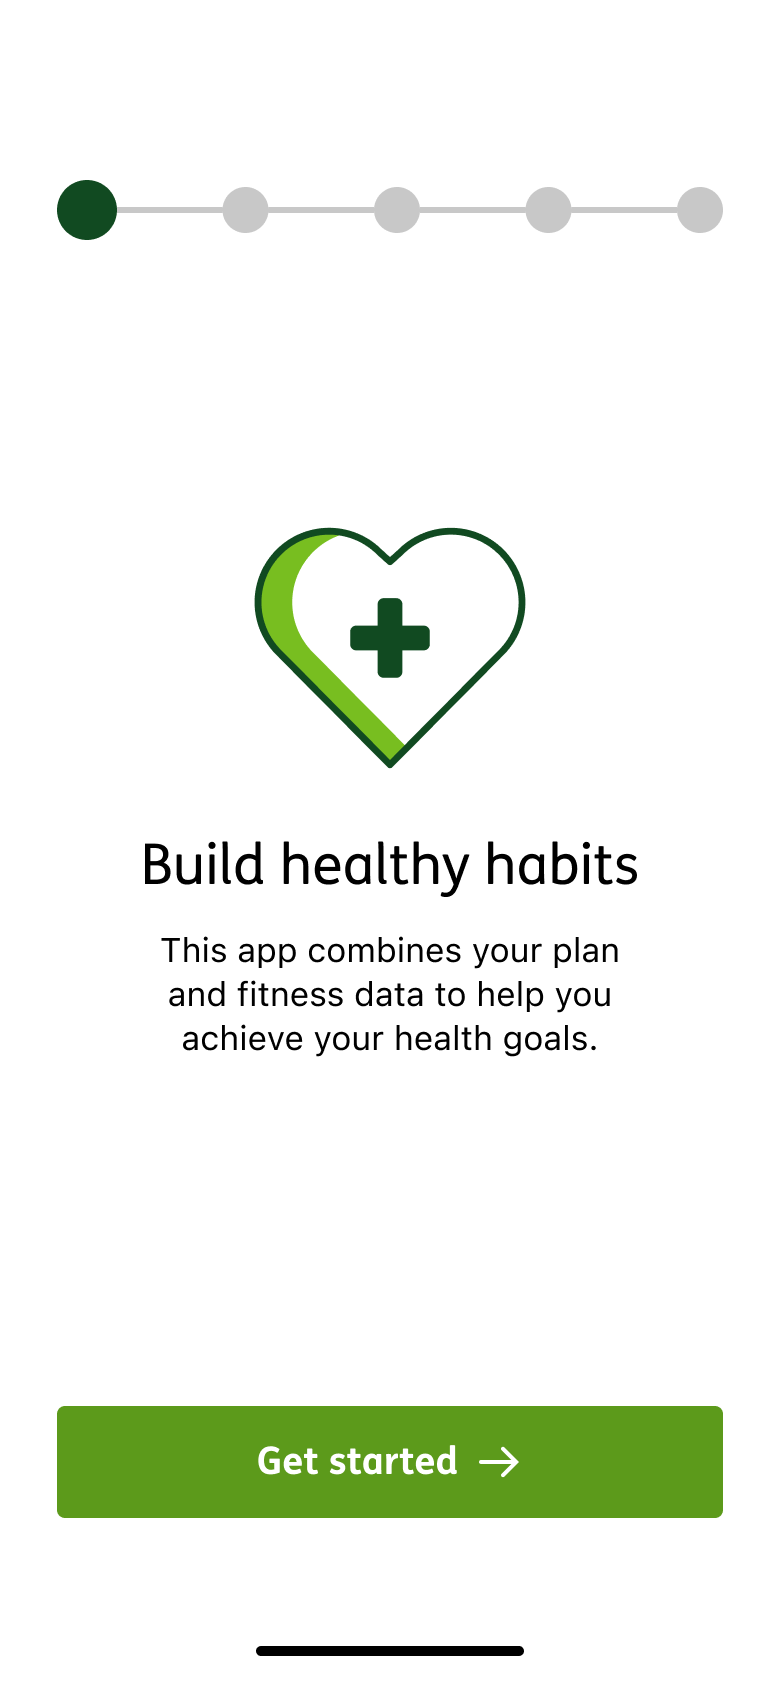 Build healthy habits
This app combines your plan
and fitness data to help you
achieve your health goals.
Get started